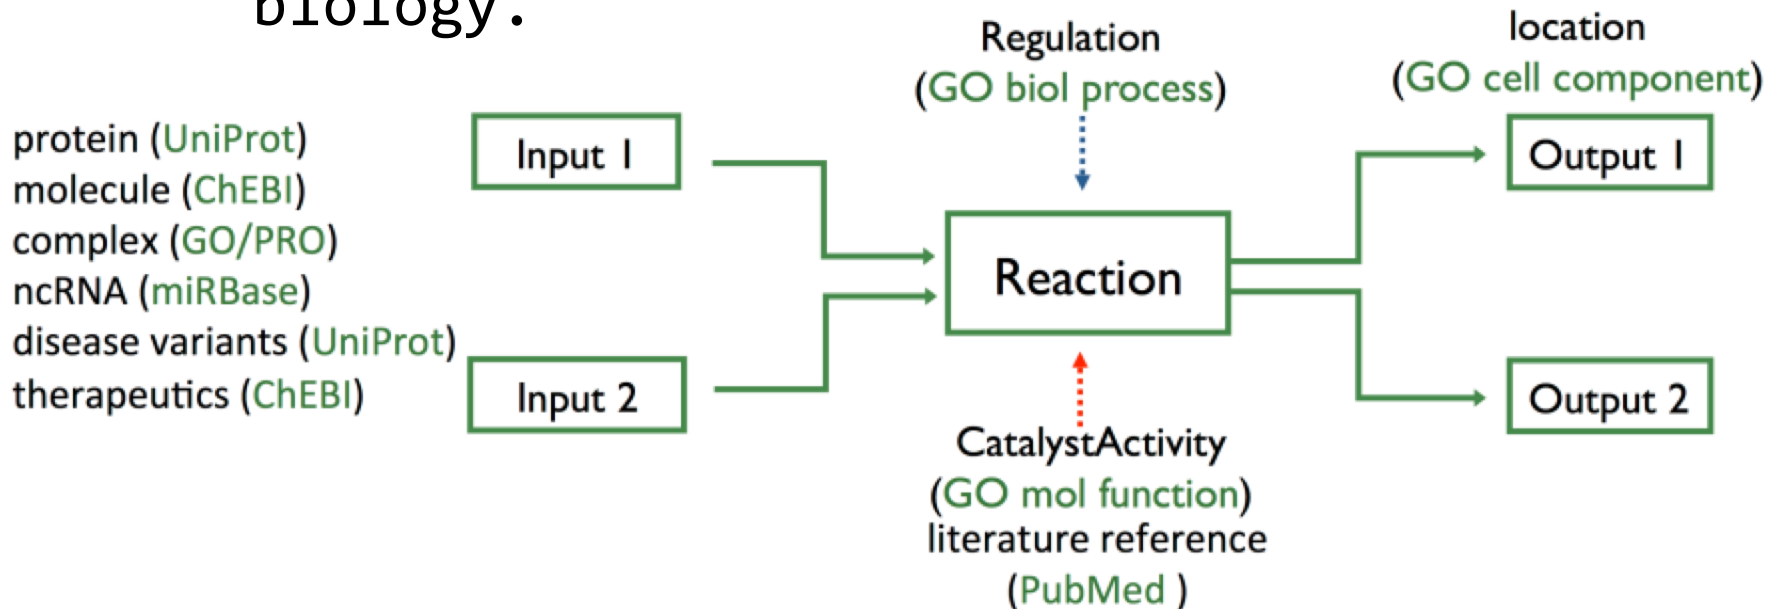 biology.
Regulation
(GO biol process)
location
(GO cell component)
protein (UniProt)
molecule (ChEBI)
complex (GO/PRO)
ncRNA (miRBase)
disease variants (UniProt)
therapeutics (ChEBI)
Input 1
Input 2
Reaction
Output 1
Output 2
CatalystActivity
(GO mol function)
literature reference
(PubMed )